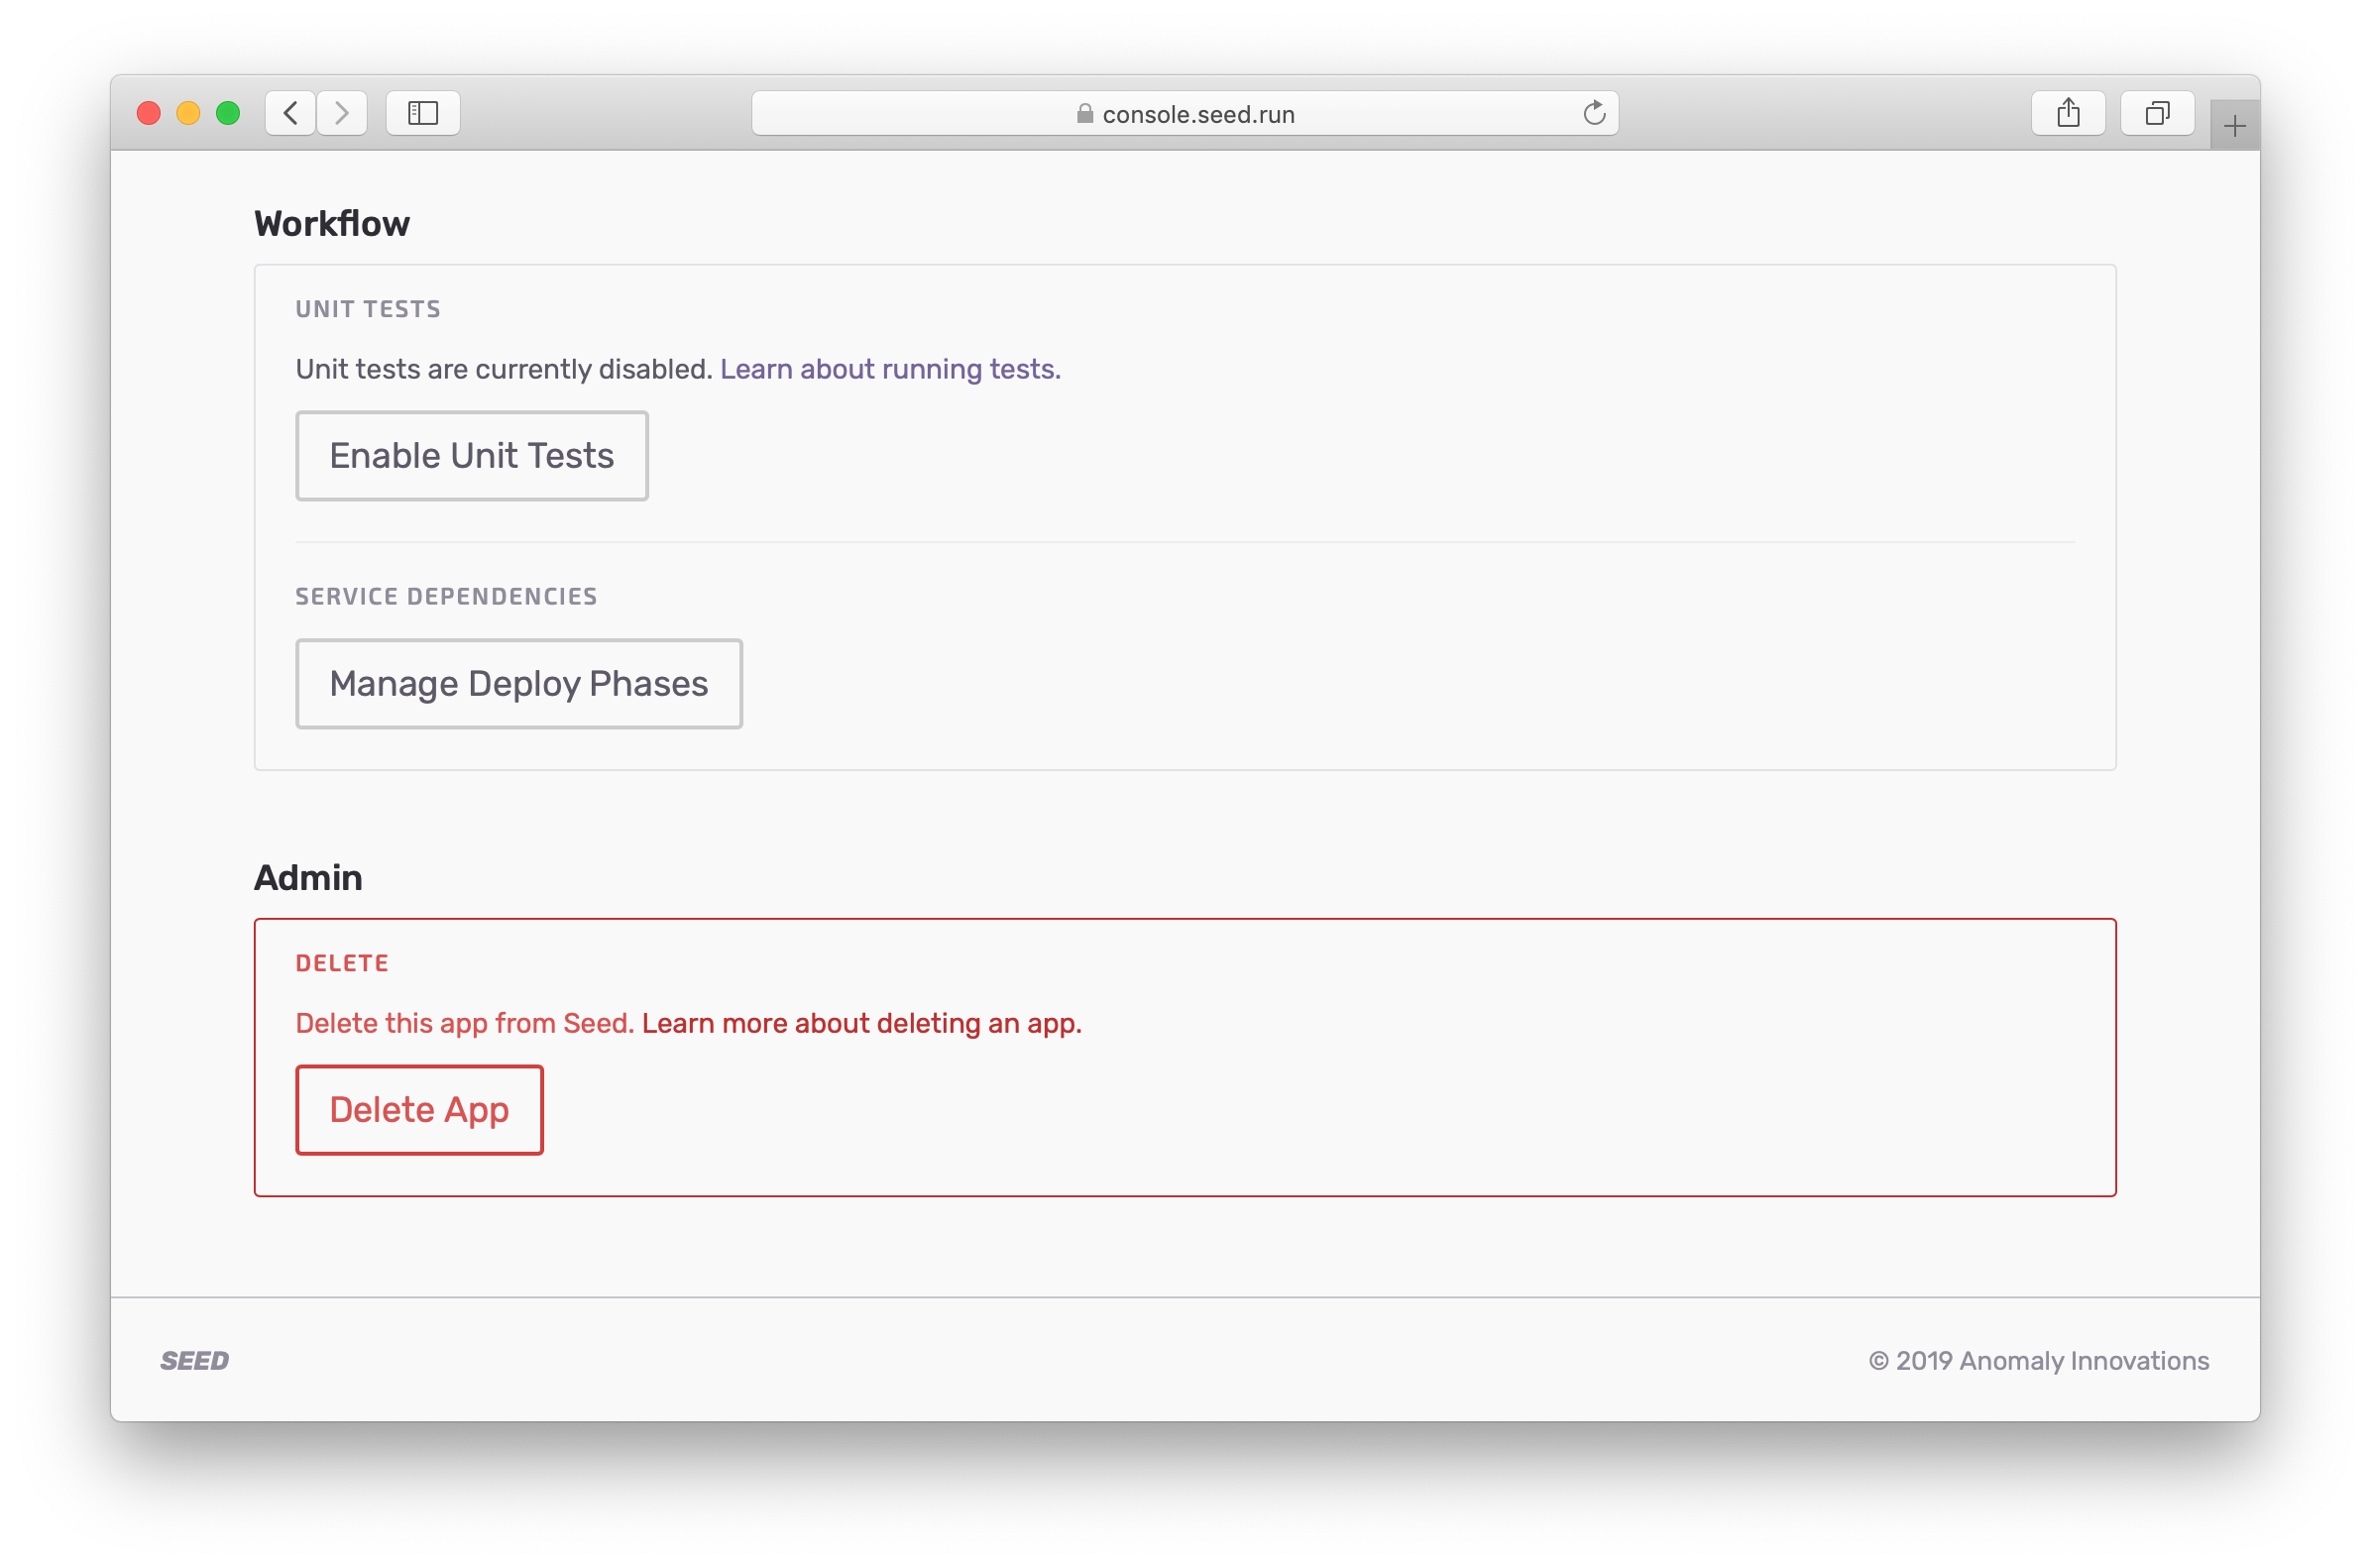 console.seed.run
Workflow
UNIT TESTS
Unit tests are currently disabled. Learn about running tests.
Enable Unit Tests
SERVICE DEPENDENCIES
Manage Deploy Phases
Admin
DELETE
Delete this app from Seed. Learn more about deleting an app.
Delete App
SEED
© 2019 Anomaly Innovations